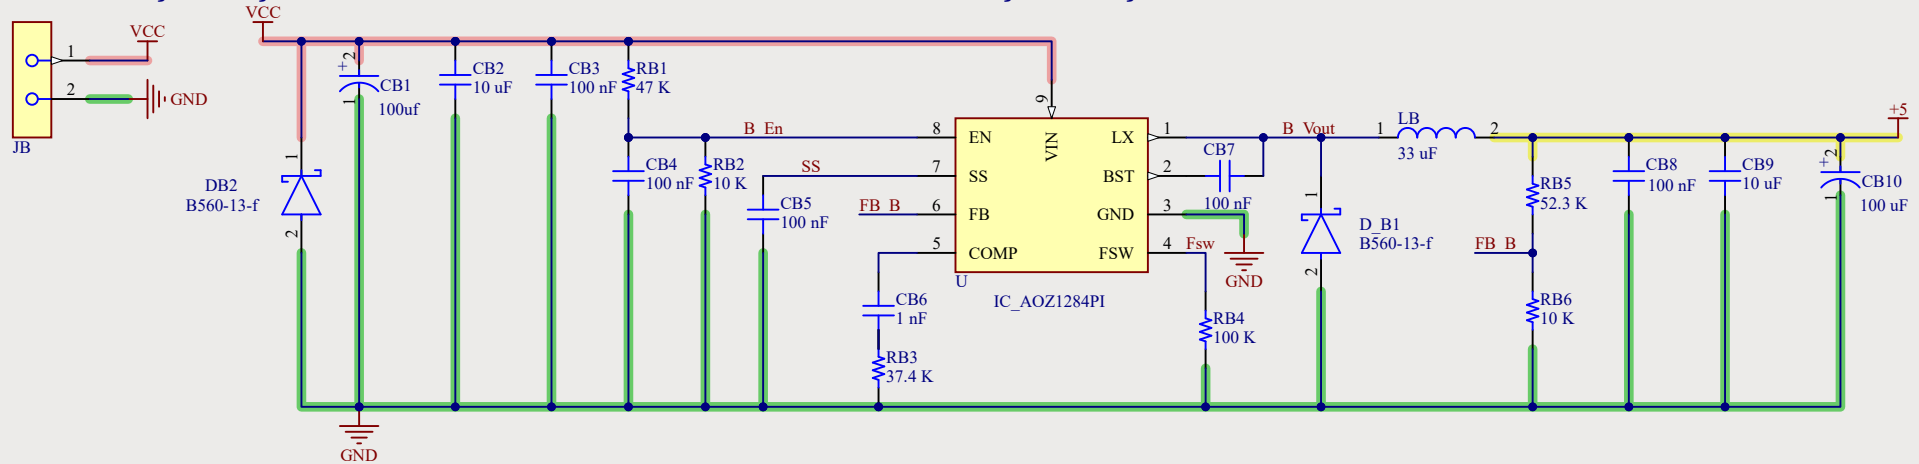 VCC
VCC
1
2
GND
JB
DB2
B560-13-f
1
2
+
2
CB1
1
100uf
CB2
10 uF
CB3
100 nF
RB1
47 K
B_En
CB4
100 nF
RB2
10 K
SS
CB5
100 nF
FB_B
CB6
1 nF
RB3
37.4 K
9
VIN
8
EN
7
SS
6
FB
5
COMP
LX
1
BST
2
GND
3
FSW
4
U
IC_AOZ1284PI
CB7
100 nF
Fsw
GND
RB4
100 K
B_Vout
1
D_B1
B560-13-f
2
1
LB
2
33 uF
+5
RB5
52.3 K
FB_B
RB6
10 K
CB8
100 nF
CB9
10 uF
+
2
CB10
1
100 uF
GND